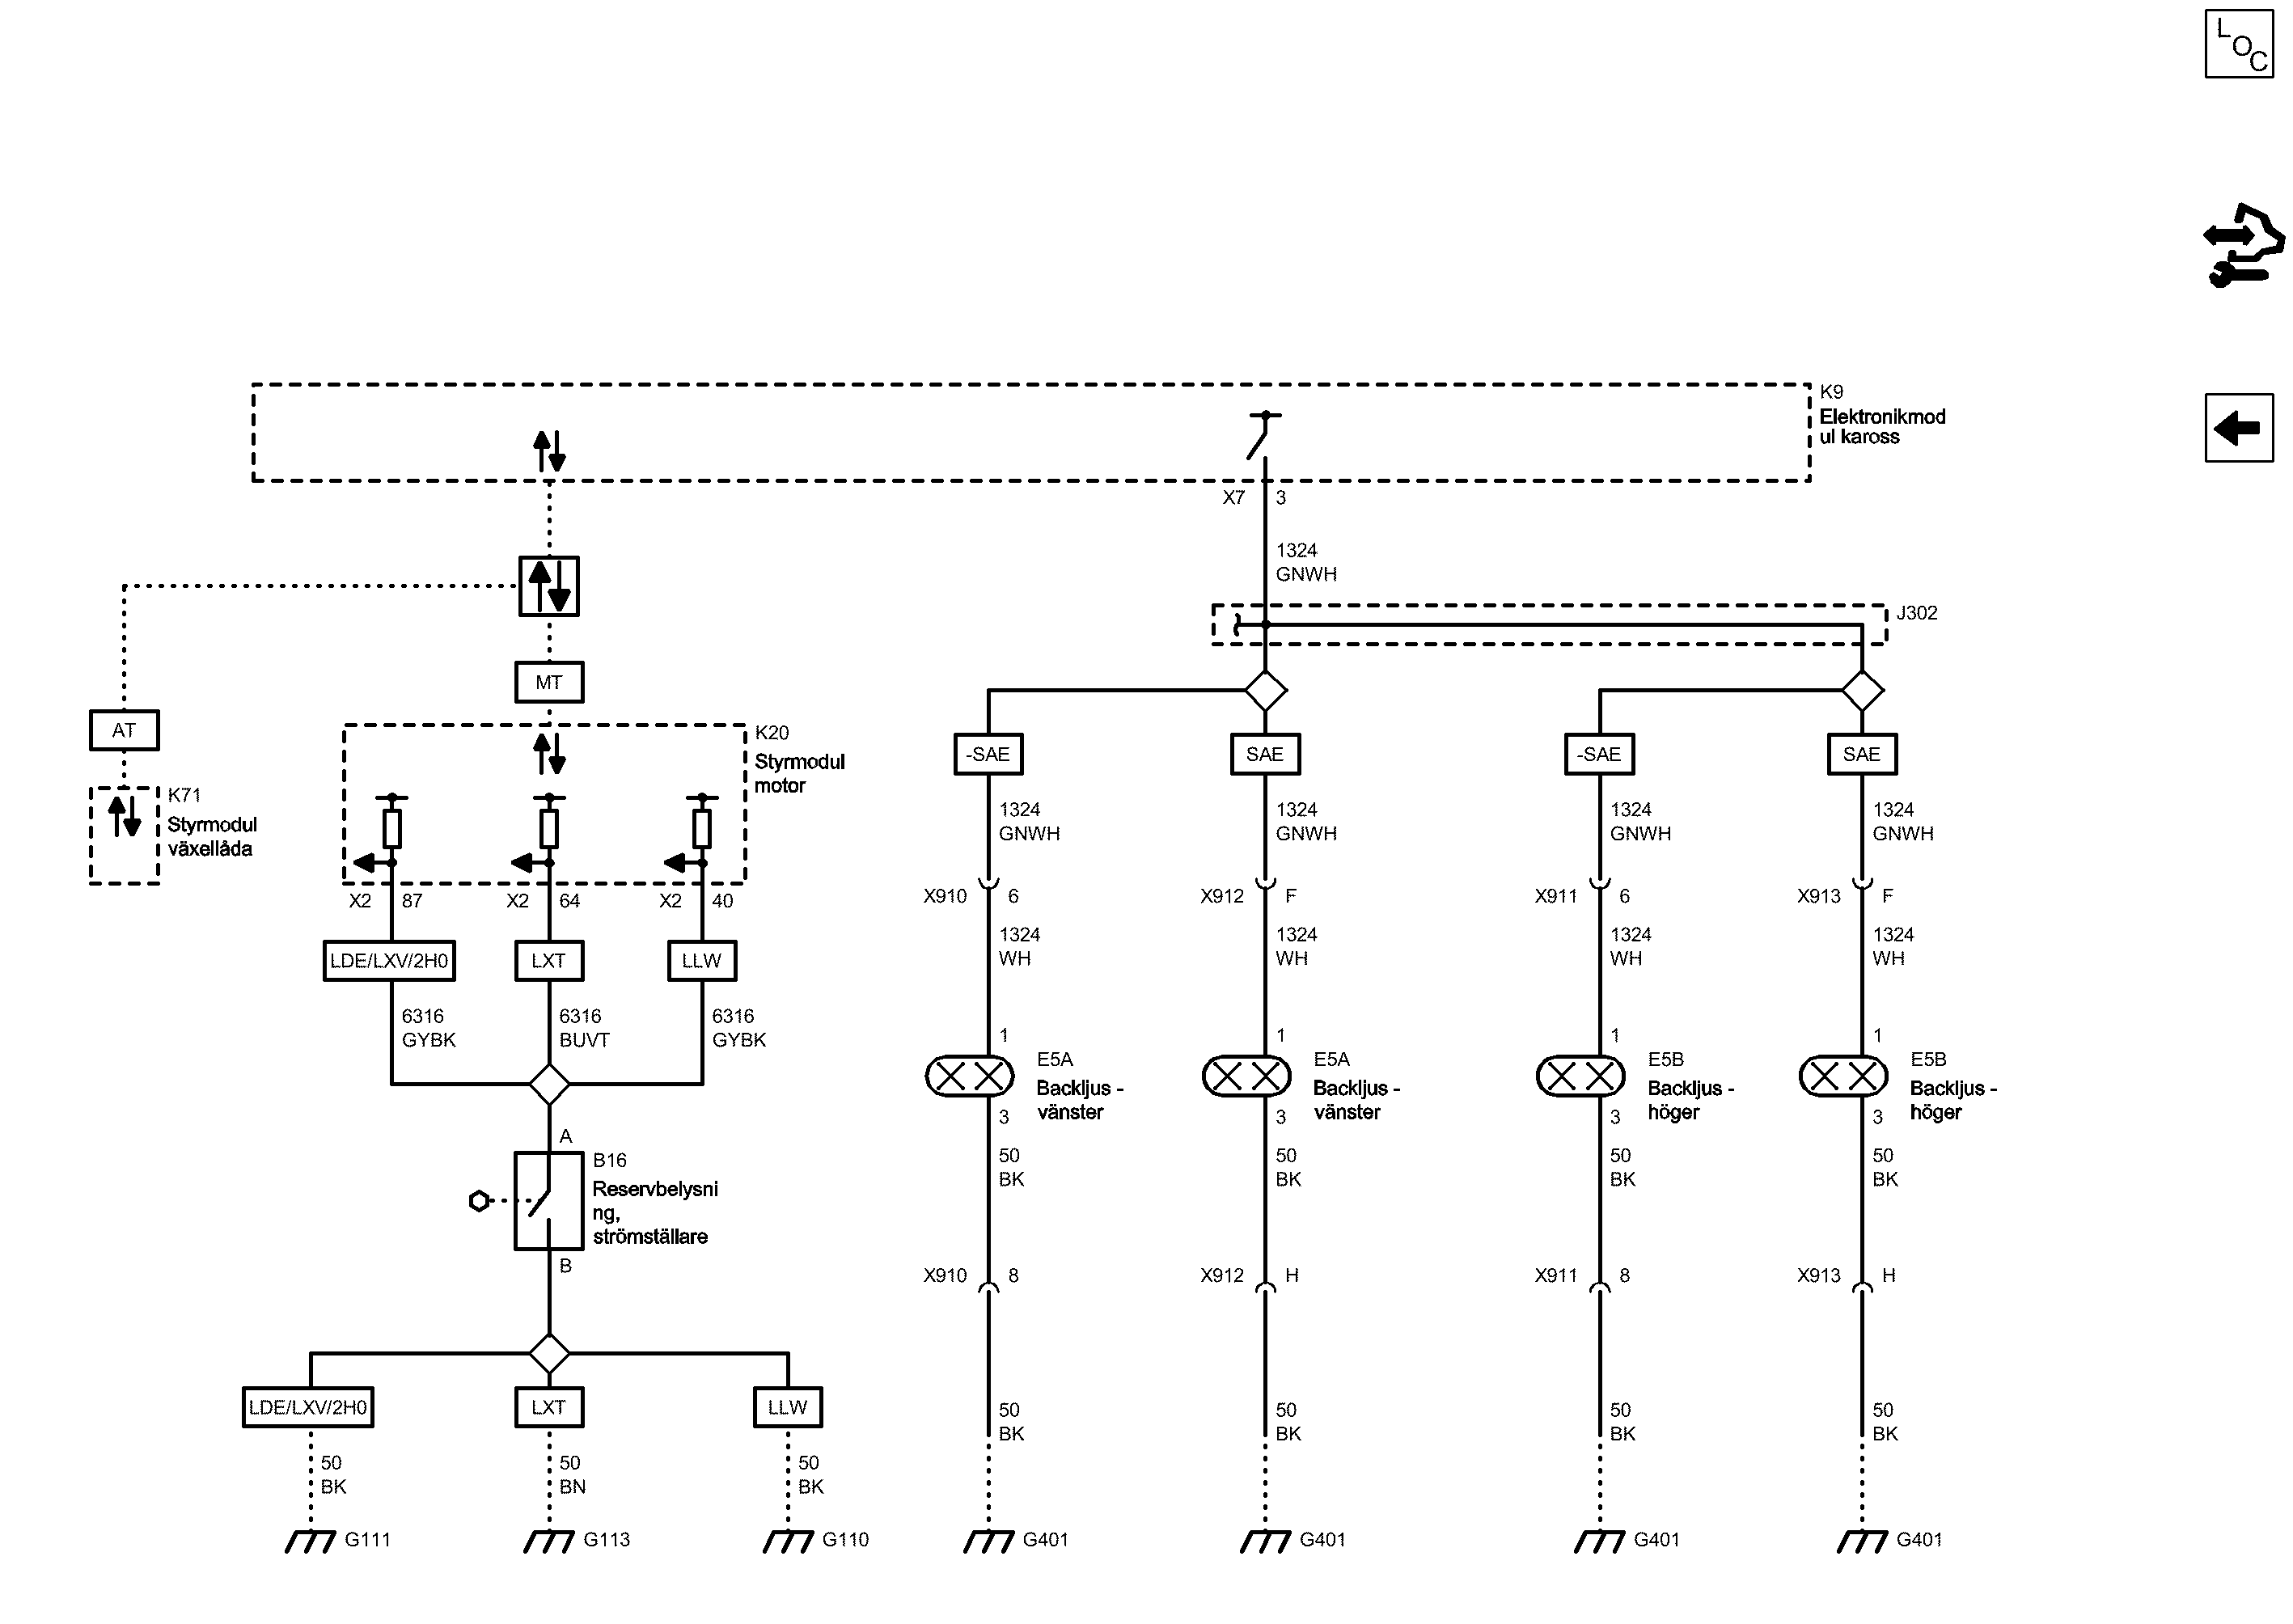 LOC
K9
Elektronikmod
ul kaross
X7 3
1324
GNWH
J302
MT
AT
K20
Styrmodul
motor
K71
Styrmodul
växellåda
-SAE SAE -SAE SAE
1324 1324 1324 1324
GNWH GNWH GNWH GNWH
X2 87 X2 64 X2 40
X910 6 X912 F X911 6 X913 F
1324 1324 1324 1324
WH WH WH WH
LDE/LXV/2H0 LXT LLW
6316 6316 6316
GYBK BUVT GYBK
1 1 1 1
E5A E5A E5B E5B
Backljus - Backljus - Backljus - Backljus -
vänster vänster höger höger
3 3 3 3
50 50 50 50
BK BK BK BK
A
B16
Reservbelysni
ng,
strömställare
B
X910 8 X912 H X911 8 X913 H
LDE/LXV/2H0 LXT LLW
50 50 50 50
BK BK BK BK
50 50 50
BK BN BK
G111 G113 G110 G401 G401 G401 G401